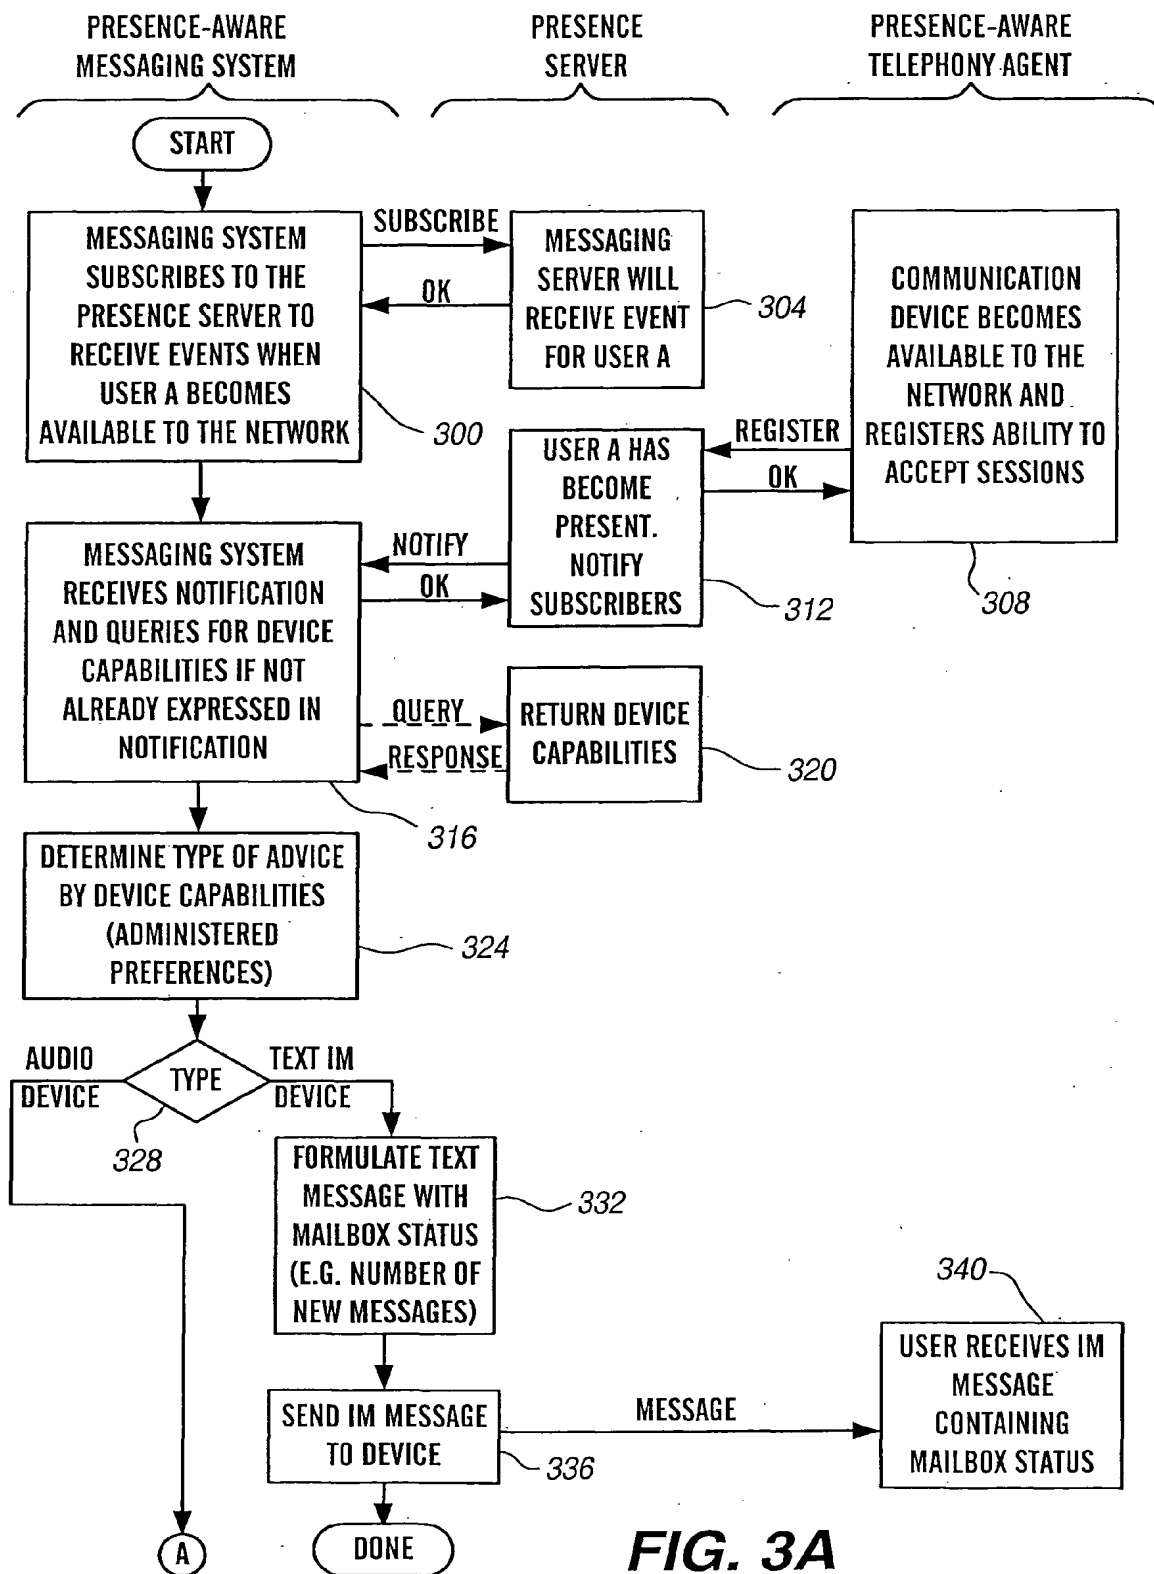 PRESENCE-AWARE
MESSAGING SYSTEM
PRESENCE
SERVER
PRESENCE-AWARE
TELEPHONY AGENT
START
MESSAGING SYSTEM
SUBSCRIBES TO THE
PRESENCE SERVER TO
RECEIVE EVENTS WHEN
USER A BECOMES
AVAILABLE TO THE NETWORK
300
SUBSCRIBE
OK
MESSAGING
SERVER WILL
RECEIVE EVENT
FOR USER A
304
COMMUNICATION
DEVICE BECOMES
AVAILABLE TO THE
NETWORK AND
REGISTERS ABILITY TO
ACCEPT SESSIONS
308
REGISTER
OK
USER A HAS
BECOME
PRESENT.
NOTIFY
SUBSCRIBERS
312
NOTIFY
OK
MESSAGING SYSTEM
RECEIVES NOTIFICATION
AND QUERIES FOR DEVICE
CAPABILITIES IF NOT
ALREADY EXPRESSED IN
NOTIFICATION
316
QUERY
RESPONSE
RETURN DEVICE
CAPABILITIES
320
DETERMINE TYPE OF ADVICE
BY DEVICE CAPABILITIES
(ADMINISTERED
PREFERENCES)
324
AUDIO
DEVICE
TYPE
328
TEXT IM
DEVICE
FORMULATE TEXT
MESSAGE WITH
MAILBOX STATUS
(E.G. NUMBER OF
NEW MESSAGES)
332
SEND IM MESSAGE
TO DEVICE
336
MESSAGE
340
USER RECEIVES IM
MESSAGE
CONTAINING
MAILBOX STATUS
A
DONE
FIG. 3A